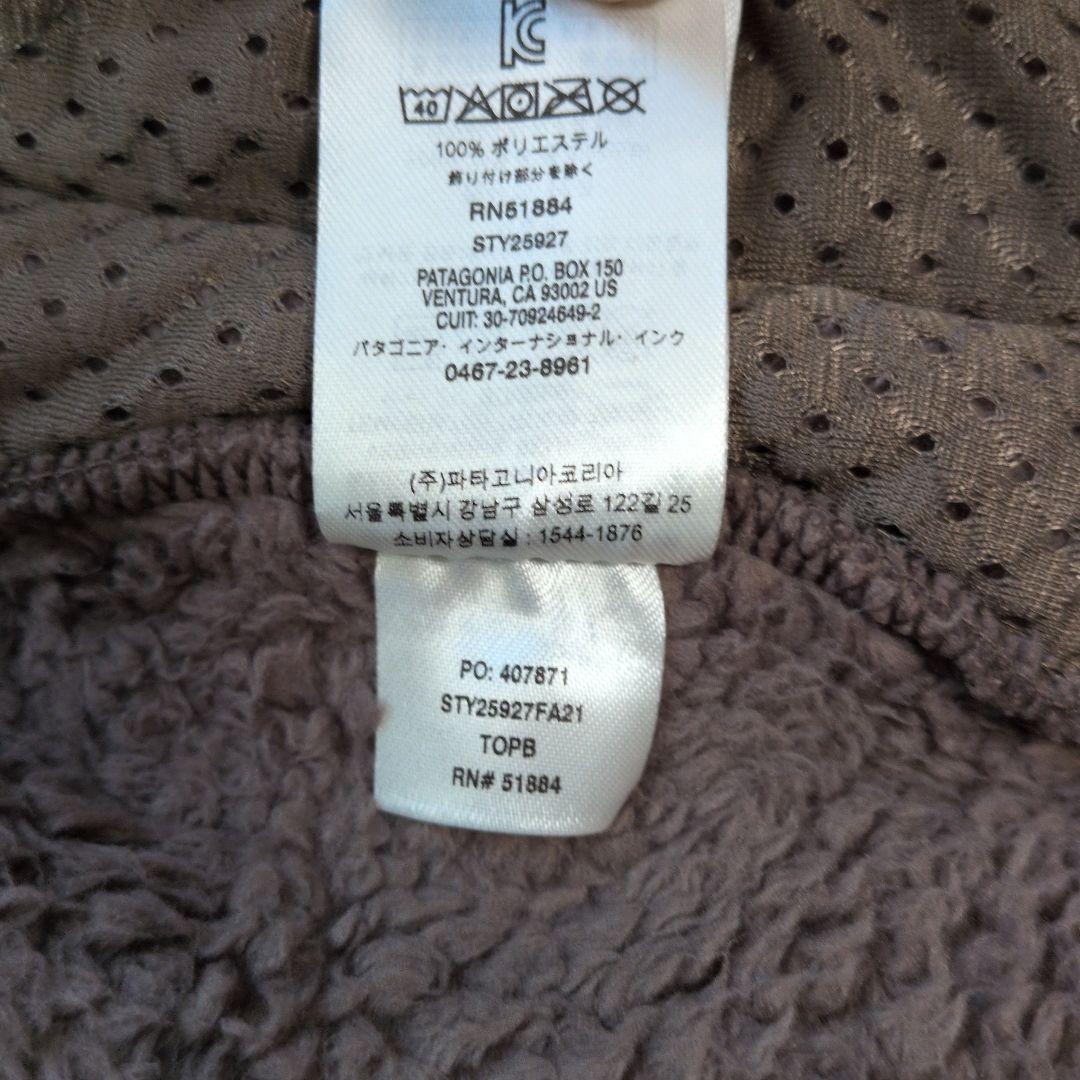 40
100% ポリエステル
飾り付け部分を除く
RN51884
STY25927
PATAGONIA P.O. BOX 150
VENTURA, CA 93002 US
CUIT: 30-70924649-2
パタゴニア・インターナショナル・インク
0467-23-8961
(주)파타고니아코리아
서울특별시 강남구 삼성로 122길 25
소비자상담실 : 1544-1876
PO: 407871
STY25927FA21
TOPB
RN# 51884